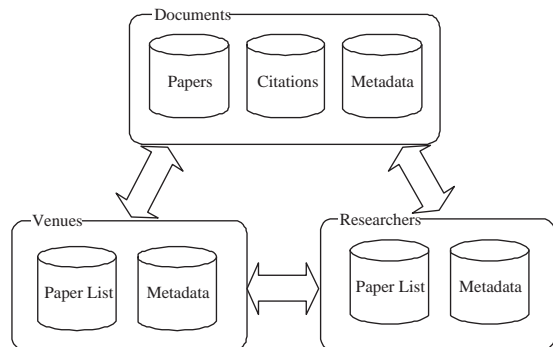 Documents
Papers
Citations
Metadata
Venues
Paper List
Metadata
Researchers
Paper List
Metadata